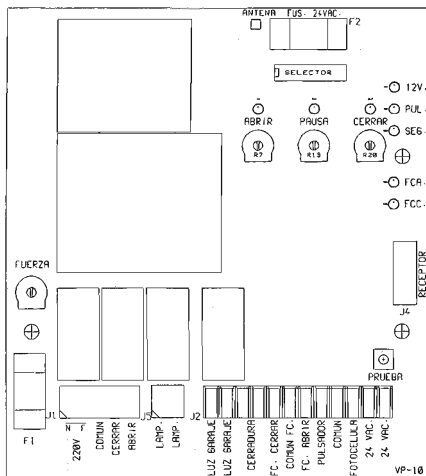 ANTENA FUS. 24VAC.
F2
SELECTOR
12V.
PUL.
SEG.
ABRIR PAUSA CERRAR
R7 R19 R20
FCA.
FCC.
FUERZA
RECEPTOR
J4
PRUEBA
F1
J1
J5
J2
N F
220V
COMUN
CERRAR
ABRIR
LAMP.
LAMP.
LUZ GARAJE
LUZ GARAJE
CERRADURA
FC. CERRAR
COMUN FC.
FC. ABRIR
PULSADOR
COMUN
FOTOCELULA
24 VAC.
24 VAC.
VP-10